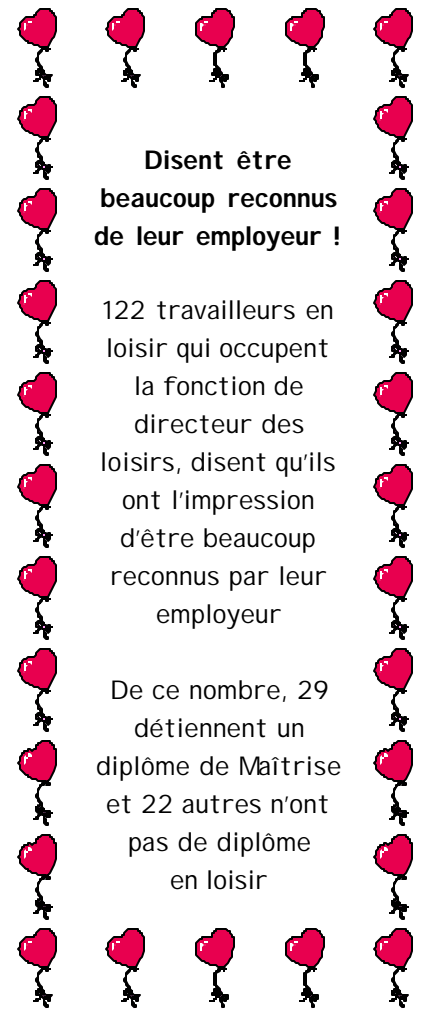 Disent être
beaucoup reconnus
de leur employeur !
122 travailleurs en
loisir qui occupent
la fonction de
directeur des
loisirs, disent qu'ils
ont l'impression
d'être beaucoup
reconnus par leur
employeur
De ce nombre, 29
détiennent un
diplôme de Maîtrise
et 22 autres n'ont
pas de diplôme
en loisir